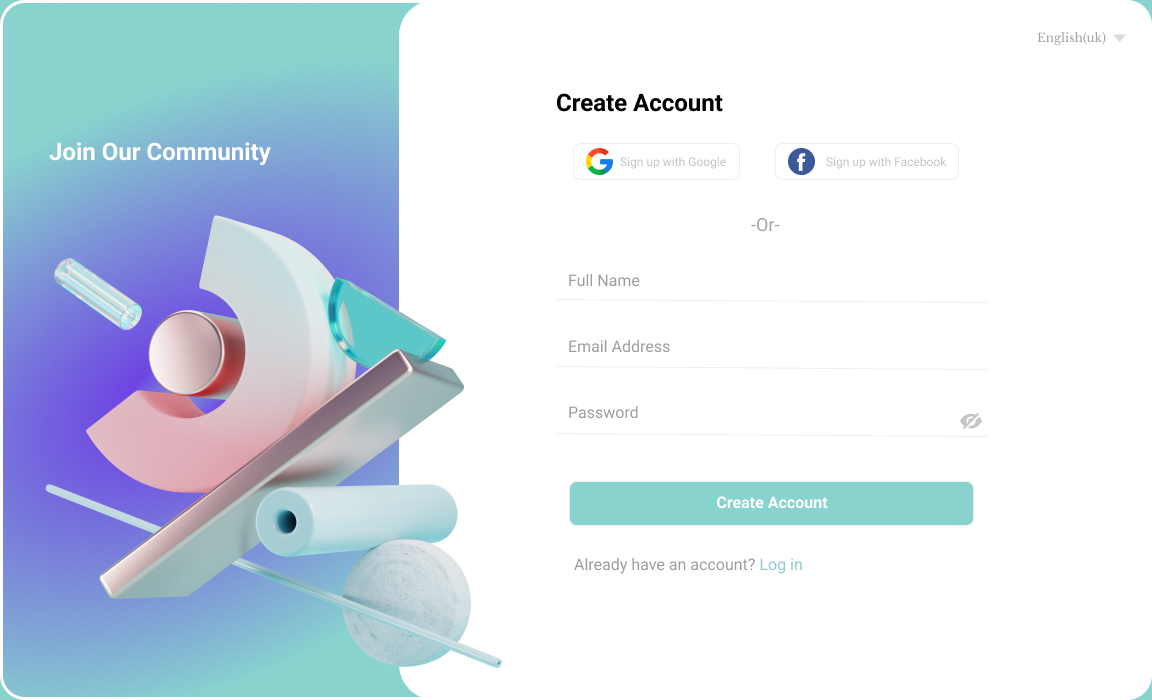 English(uk)
Create Account
Join Our Community
Sign up with Google
Sign up with Facebook
-Or-
Full Name
Email Address
Password
Create Account
Already have an account? Log in